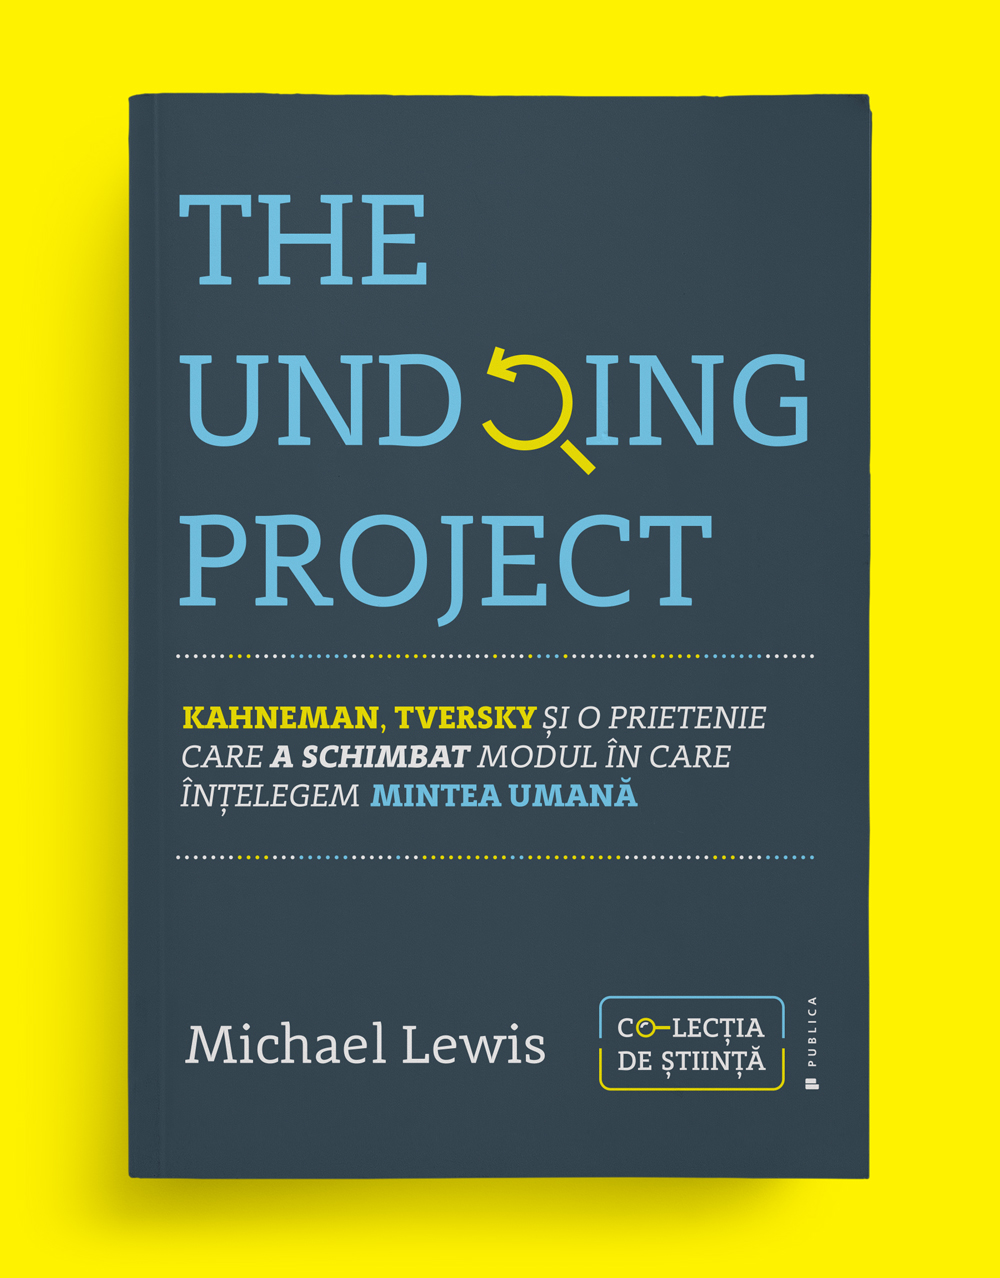 THE
UNDOING
PROJECT
KAHNEMAN, TVERSKY ȘI O PRIETENIE
CARE A SCHIMBAT MODUL ÎN CARE
ÎNȚELEGEM MINTEA UMANĂ
Michael Lewis
COLECȚIA
DE ȘTIINȚĂ
PUBLICA